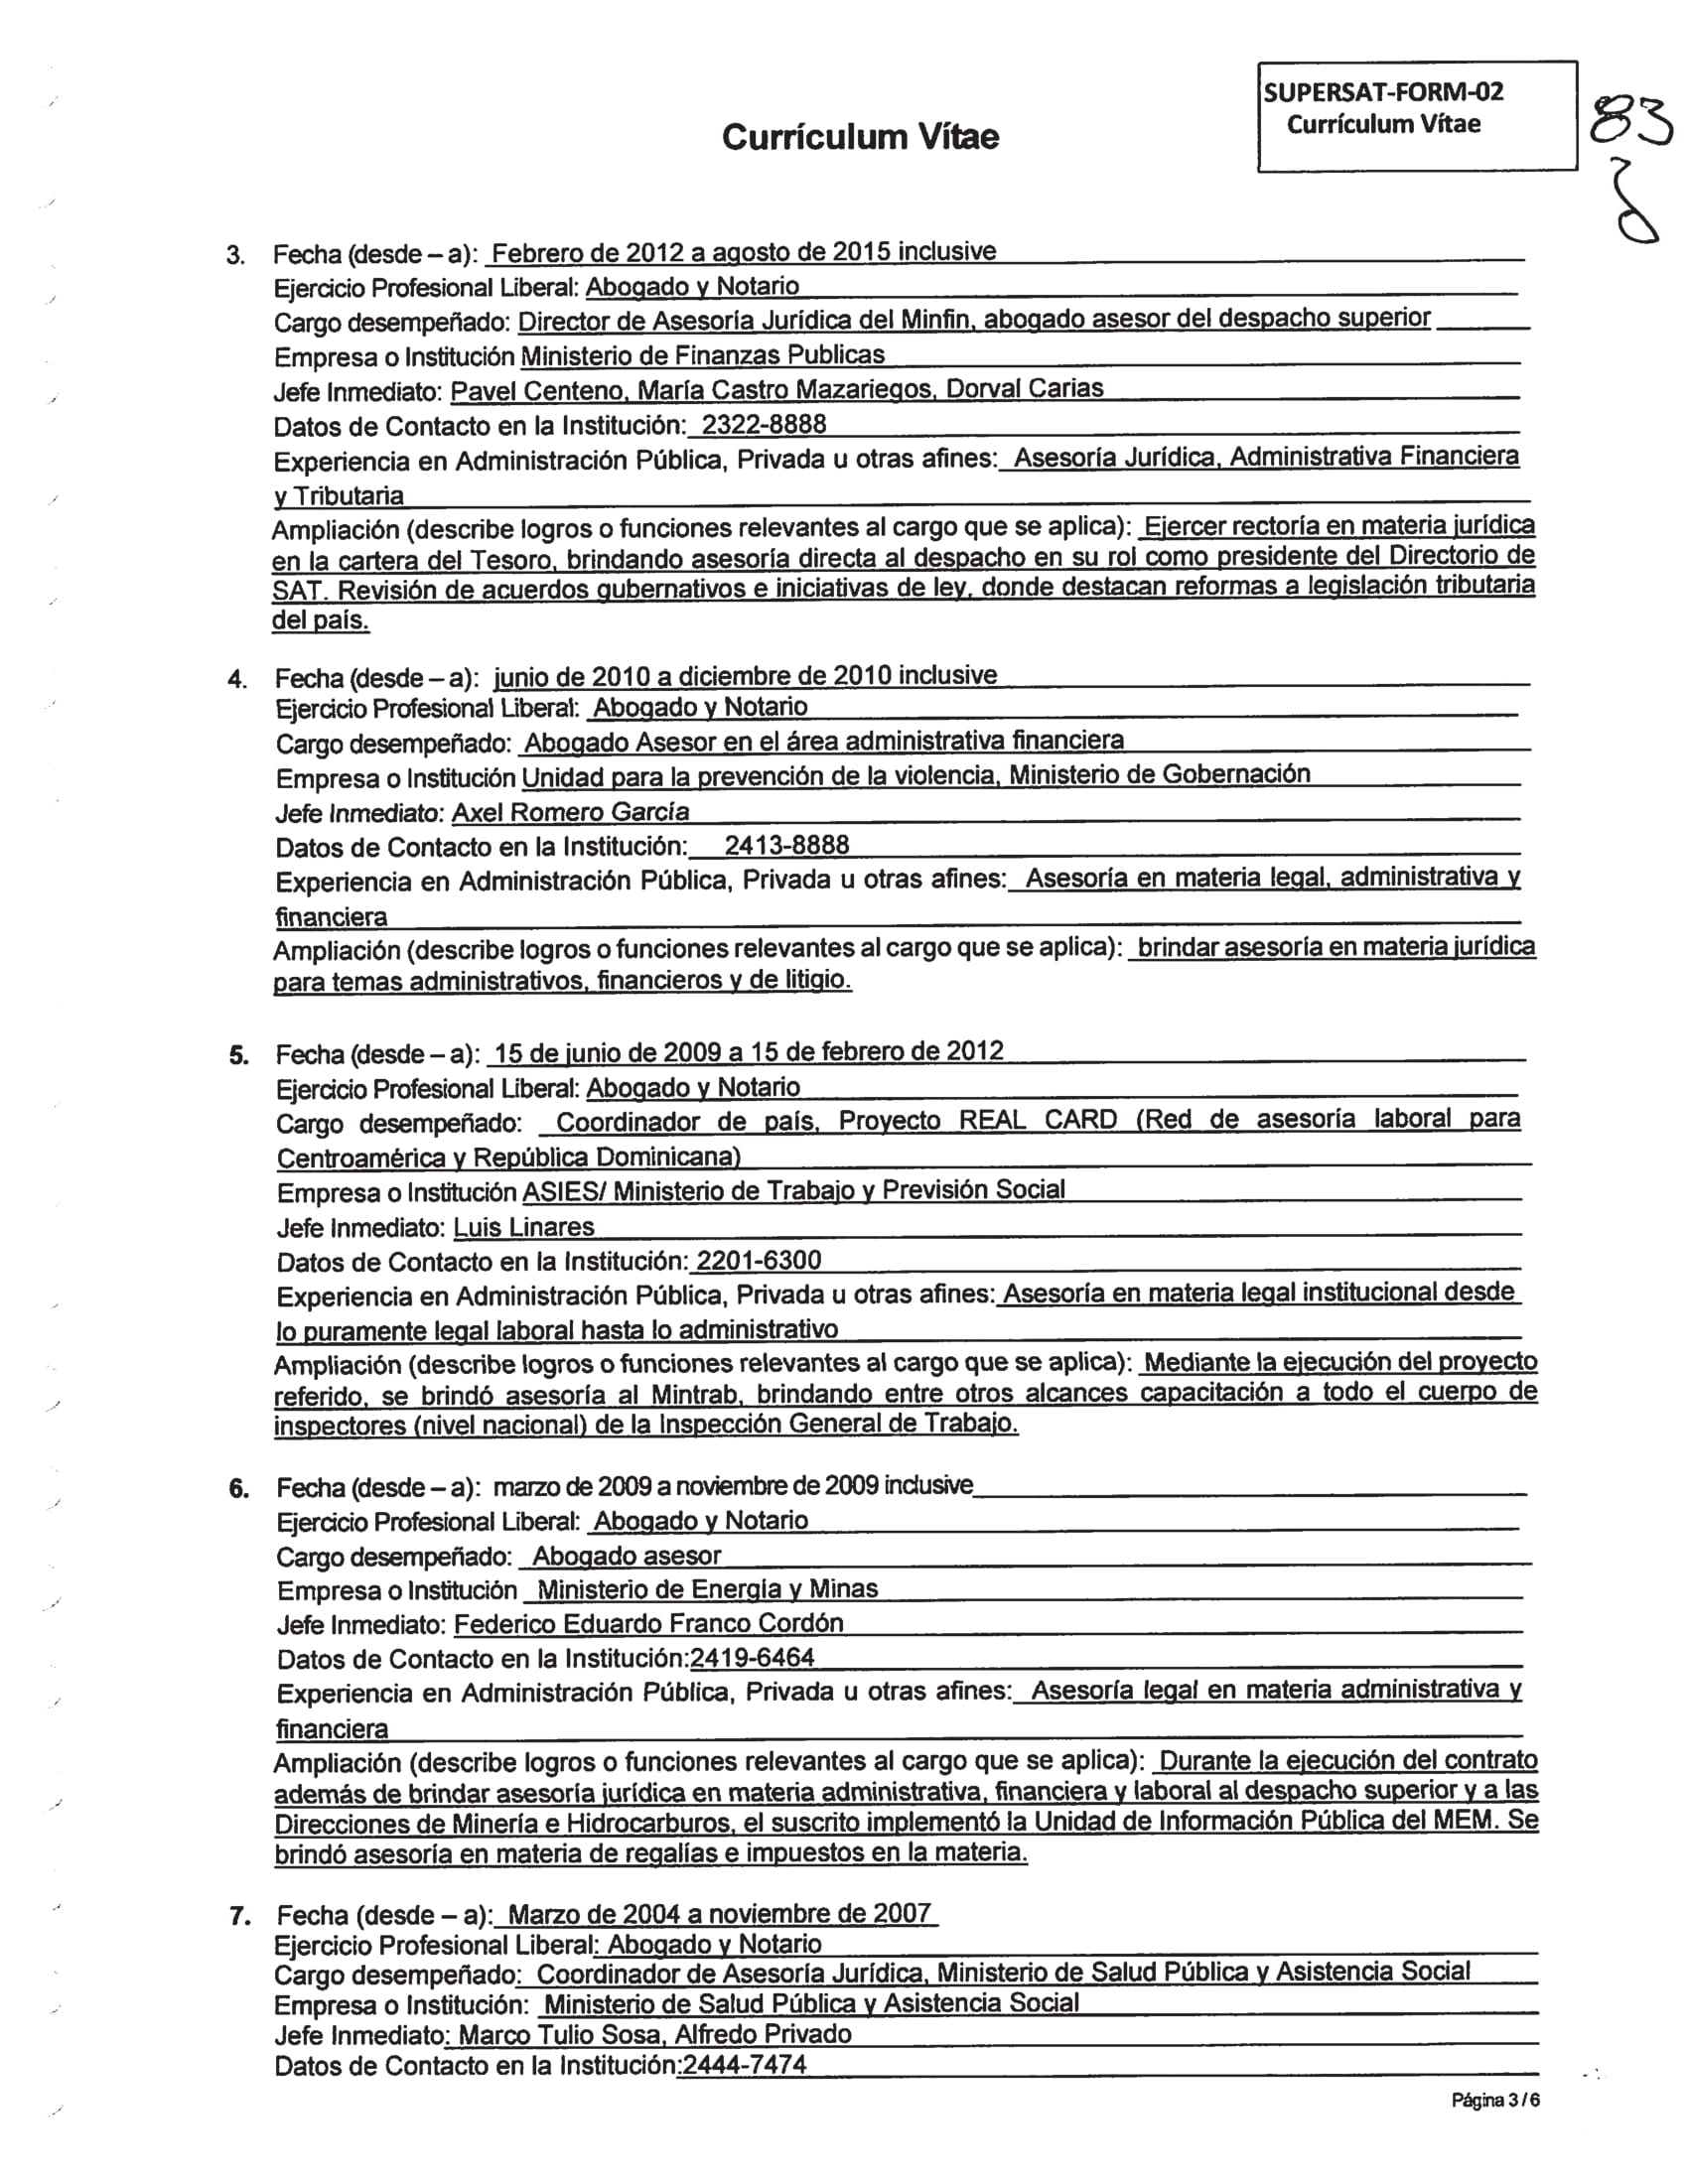 SUPERSAT-FORM-02
Currículum Vítae
83
Currículum Vítae
3. Fecha (desde – a): Febrero de 2012 a agosto de 2015 inclusive
Ejercicio Profesional Liberal: Abogado y Notario
Cargo desempeñado: Director de Asesoría Jurídica del Minfin, abogado asesor del despacho superior
Empresa o Institución Ministerio de Finanzas Publicas
Jefe Inmediato: Pavel Centeno, María Castro Mazariegos, Dorval Carias
Datos de Contacto en la Institución: 2322-8888
Experiencia en Administración Pública, Privada u otras afines: Asesoría Jurídica, Administrativa Financiera
y Tributaria
Ampliación (describe logros o funciones relevantes al cargo que se aplica): Ejercer rectoría en materia jurídica
en la cartera del Tesoro, brindando asesoría directa al despacho en su rol como presidente del Directorio de
SAT. Revisión de acuerdos gubernativos e iniciativas de ley, donde destacan reformas a legislación tributaria
del país.
4. Fecha (desde – a): junio de 2010 a diciembre de 2010 inclusive
Ejercicio Profesional Liberal: Abogado y Notario
Cargo desempeñado: Abogado Asesor en el área administrativa financiera
Empresa o Institución Unidad para la prevención de la violencia, Ministerio de Gobernación
Jefe Inmediato: Axel Romero García
Datos de Contacto en la Institución: 2413-8888
Experiencia en Administración Pública, Privada u otras afines: Asesoría en materia legal, administrativa y
financiera
Ampliación (describe logros o funciones relevantes al cargo que se aplica): brindar asesoría en materia jurídica
para temas administrativos, financieros y de litigio.
5. Fecha (desde – a): 15 de junio de 2009 a 15 de febrero de 2012
Ejercicio Profesional Liberal: Abogado y Notario
Cargo desempeñado: Coordinador de país, Proyecto REAL CARD (Red de asesoría laboral para
Centroamérica y República Dominicana)
Empresa o Institución ASIES/ Ministerio de Trabajo y Previsión Social
Jefe Inmediato: Luis Linares
Datos de Contacto en la Institución: 2201-6300
Experiencia en Administración Pública, Privada u otras afines: Asesoría en materia legal institucional desde
lo puramente legal laboral hasta lo administrativo
Ampliación (describe logros o funciones relevantes al cargo que se aplica): Mediante la ejecución del proyecto
referido, se brindó asesoría al Mintrab, brindando entre otros alcances capacitación a todo el cuerpo de
inspectores (nivel nacional) de la Inspección General de Trabajo.
6. Fecha (desde – a): marzo de 2009 a noviembre de 2009 inclusive
Ejercicio Profesional Liberal: Abogado y Notario
Cargo desempeñado: Abogado asesor
Empresa o Institución Ministerio de Energía y Minas
Jefe Inmediato: Federico Eduardo Franco Cordón
Datos de Contacto en la Institución:2419-6464
Experiencia en Administración Pública, Privada u otras afines: Asesoría legal en materia administrativa y
financiera
Ampliación (describe logros o funciones relevantes al cargo que se aplica): Durante la ejecución del contrato
además de brindar asesoría jurídica en materia administrativa, financiera y laboral al despacho superior y a las
Direcciones de Minería e Hidrocarburos, el suscrito implementó la Unidad de Información Pública del MEM. Se
brindó asesoría en materia de regalías e impuestos en la materia.
7. Fecha (desde – a): Marzo de 2004 a noviembre de 2007
Ejercicio Profesional Liberal: Abogado y Notario
Cargo desempeñado: Coordinador de Asesoría Jurídica, Ministerio de Salud Pública y Asistencia Social
Empresa o Institución: Ministerio de Salud Pública y Asistencia Social
Jefe Inmediato: Marco Tulio Sosa, Alfredo Privado
Datos de Contacto en la Institución:2444-7474
Página 3 / 6